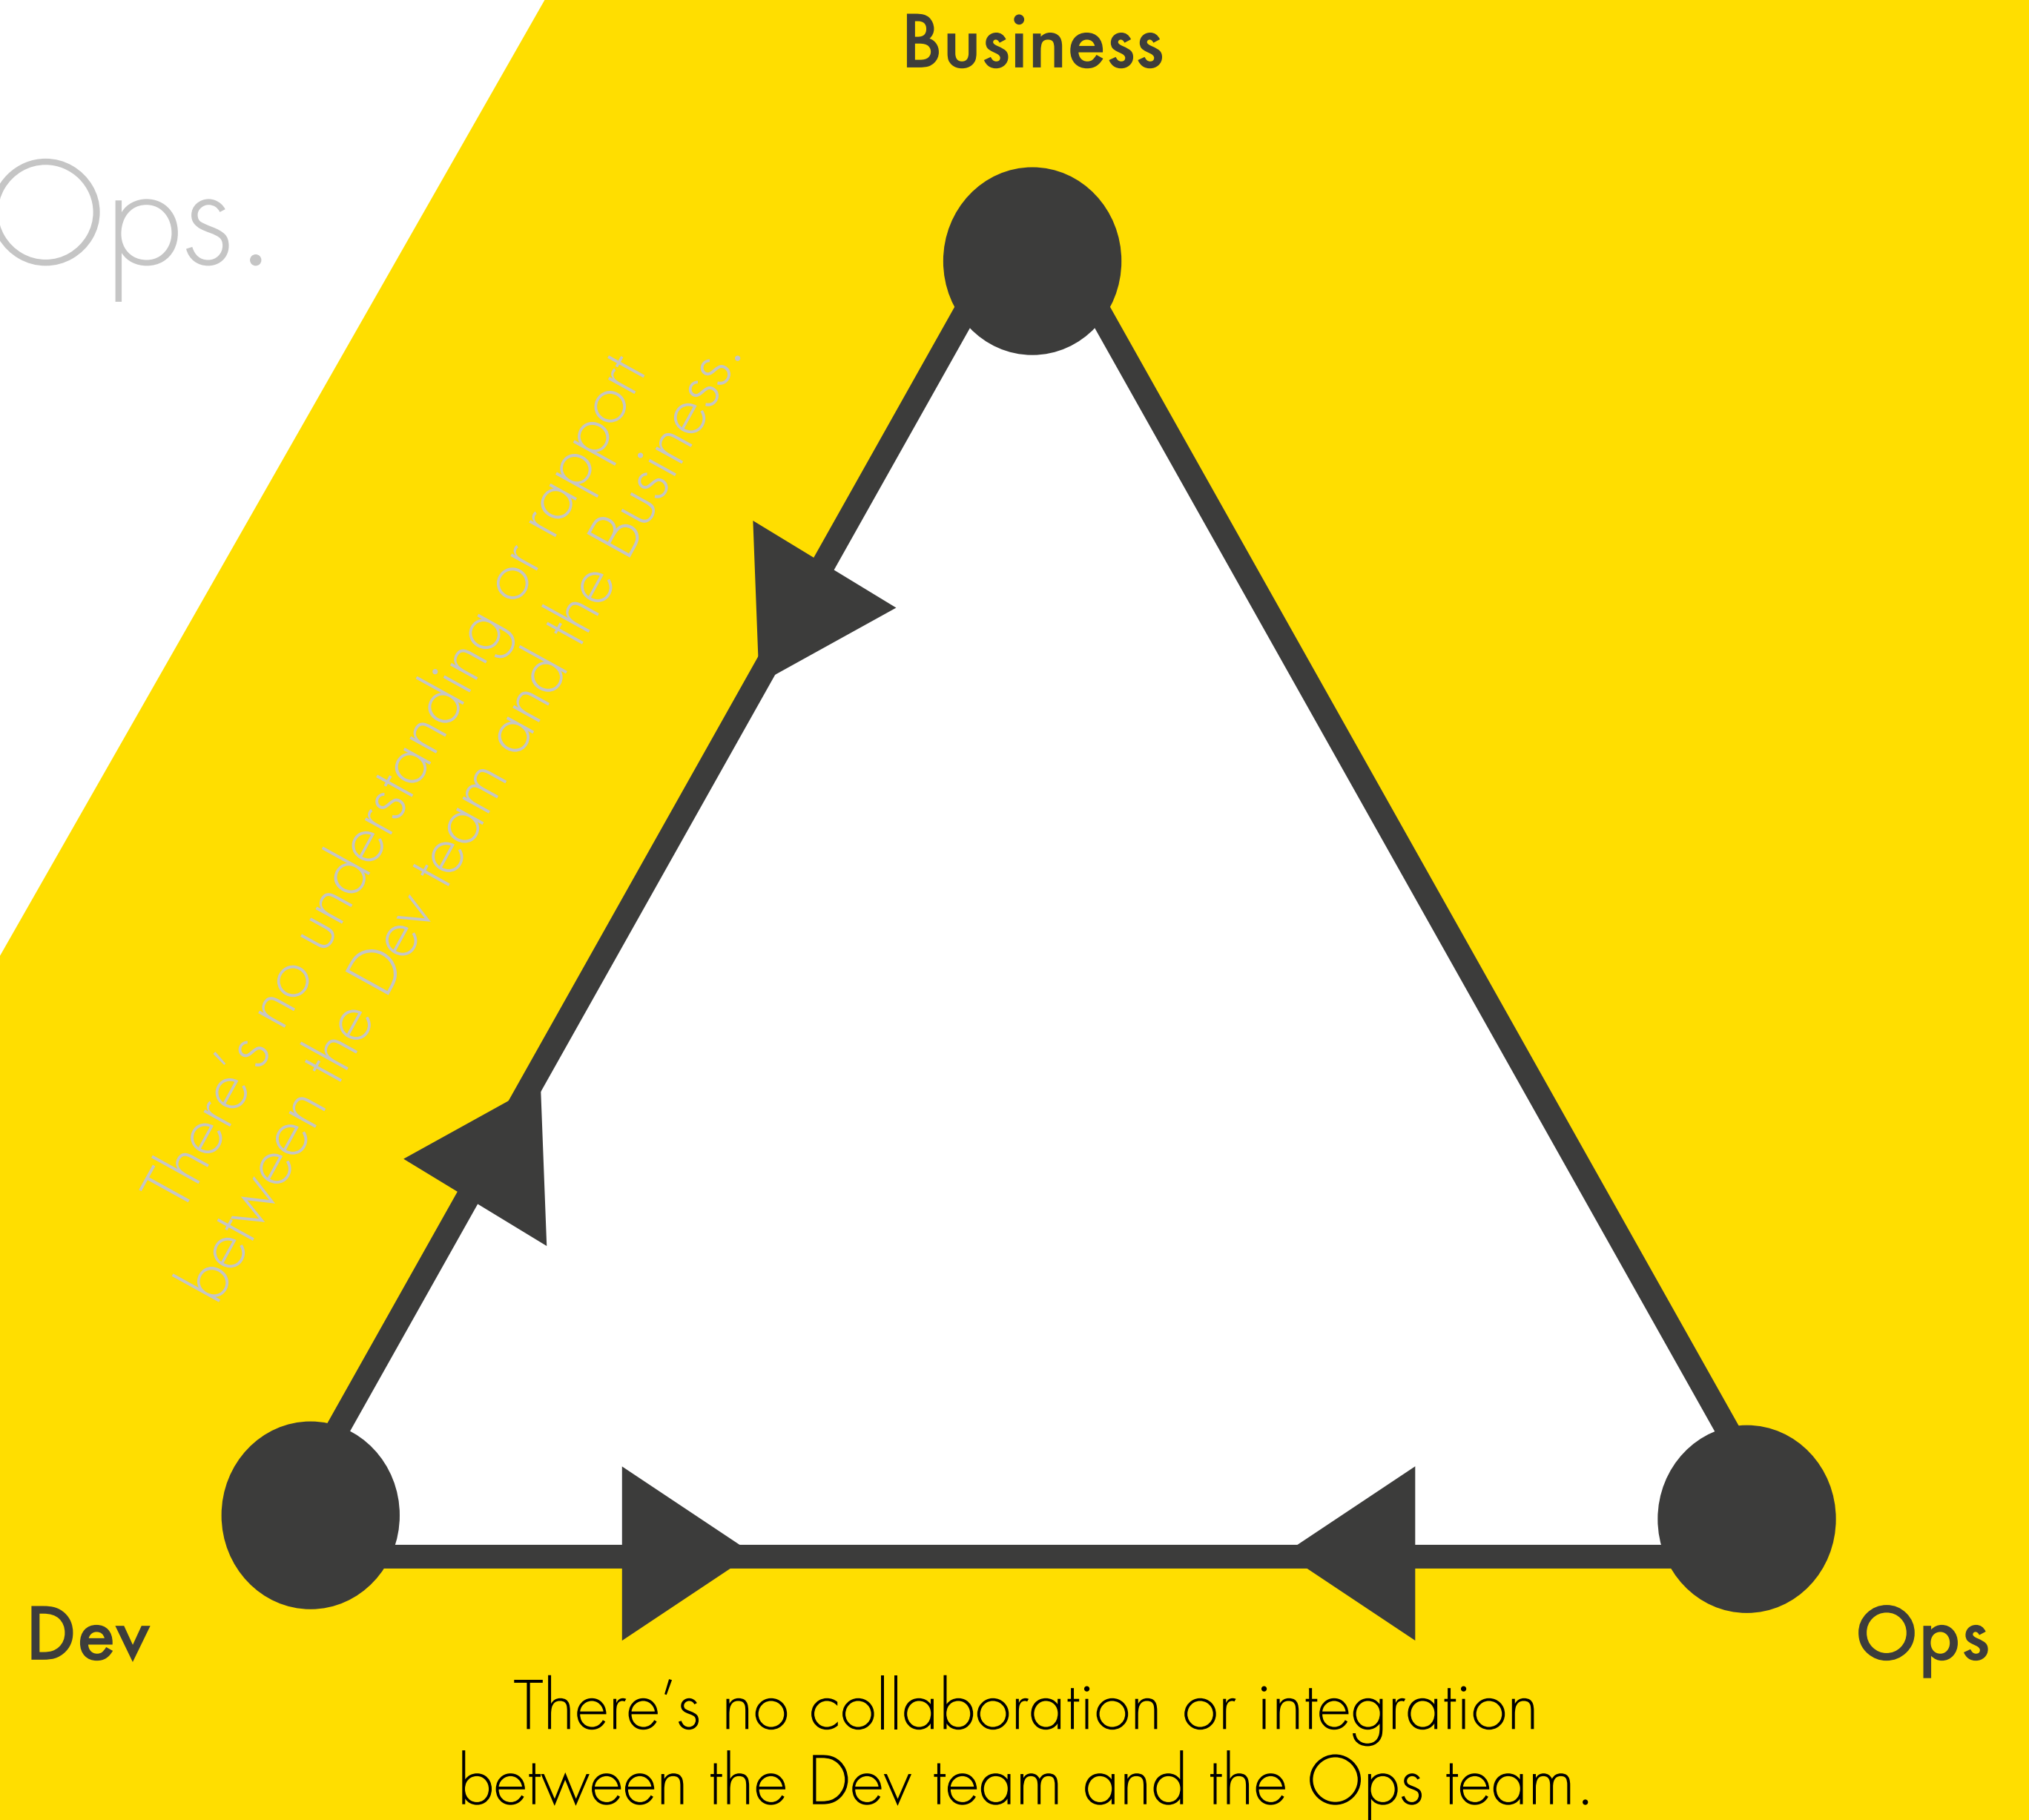 Business
Ops.
There's no understanding or rapport
between the Dev team and the Business.
Dev
Ops
There's no collaboration or integration
between the Dev team and the Ops team.